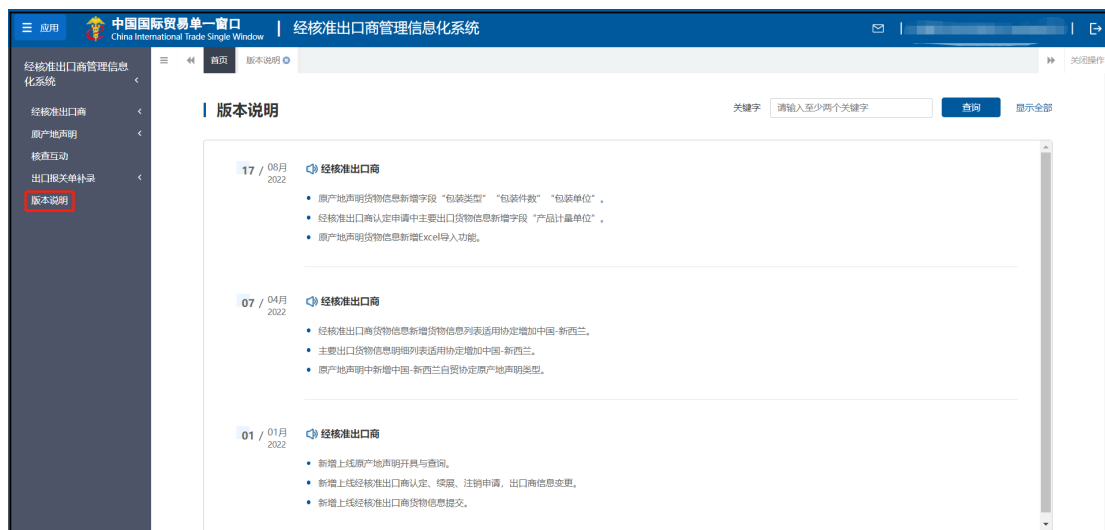 应用
中国国际贸易单一窗口
China International Trade Single Window
经核准出口商管理信息化系统
经核准出口商管理信息
化系统
经核准出口商
原产地声明
核查互动
出口报关单补录
版本说明
首页
版本说明
关闭操作
版本说明
关键字
请输入至少两个关键字
查询
显示全部
17 / 08月
2022
经核准出口商
原产地声明货物信息新增字段“包装类型” “包装件数” “包装单位”。
经核准出口商认定申请中主要出口货物信息新增字段“产品计量单位”。
原产地声明货物信息新增Excel导入功能。
07 / 04月
2022
经核准出口商
经核准出口商货物信息新增货物信息列表适用协定增加中国-新西兰。
主要出口货物信息明细列表适用协定增加中国-新西兰。
原产地声明中新增中国-新西兰自贸协定原产地声明类型。
01 / 01月
2022
经核准出口商
新增上线原产地声明开具与查询。
新增上线经核准出口商认定、续展、注销申请，出口商信息变更。
新增上线经核准出口商货物信息提交。